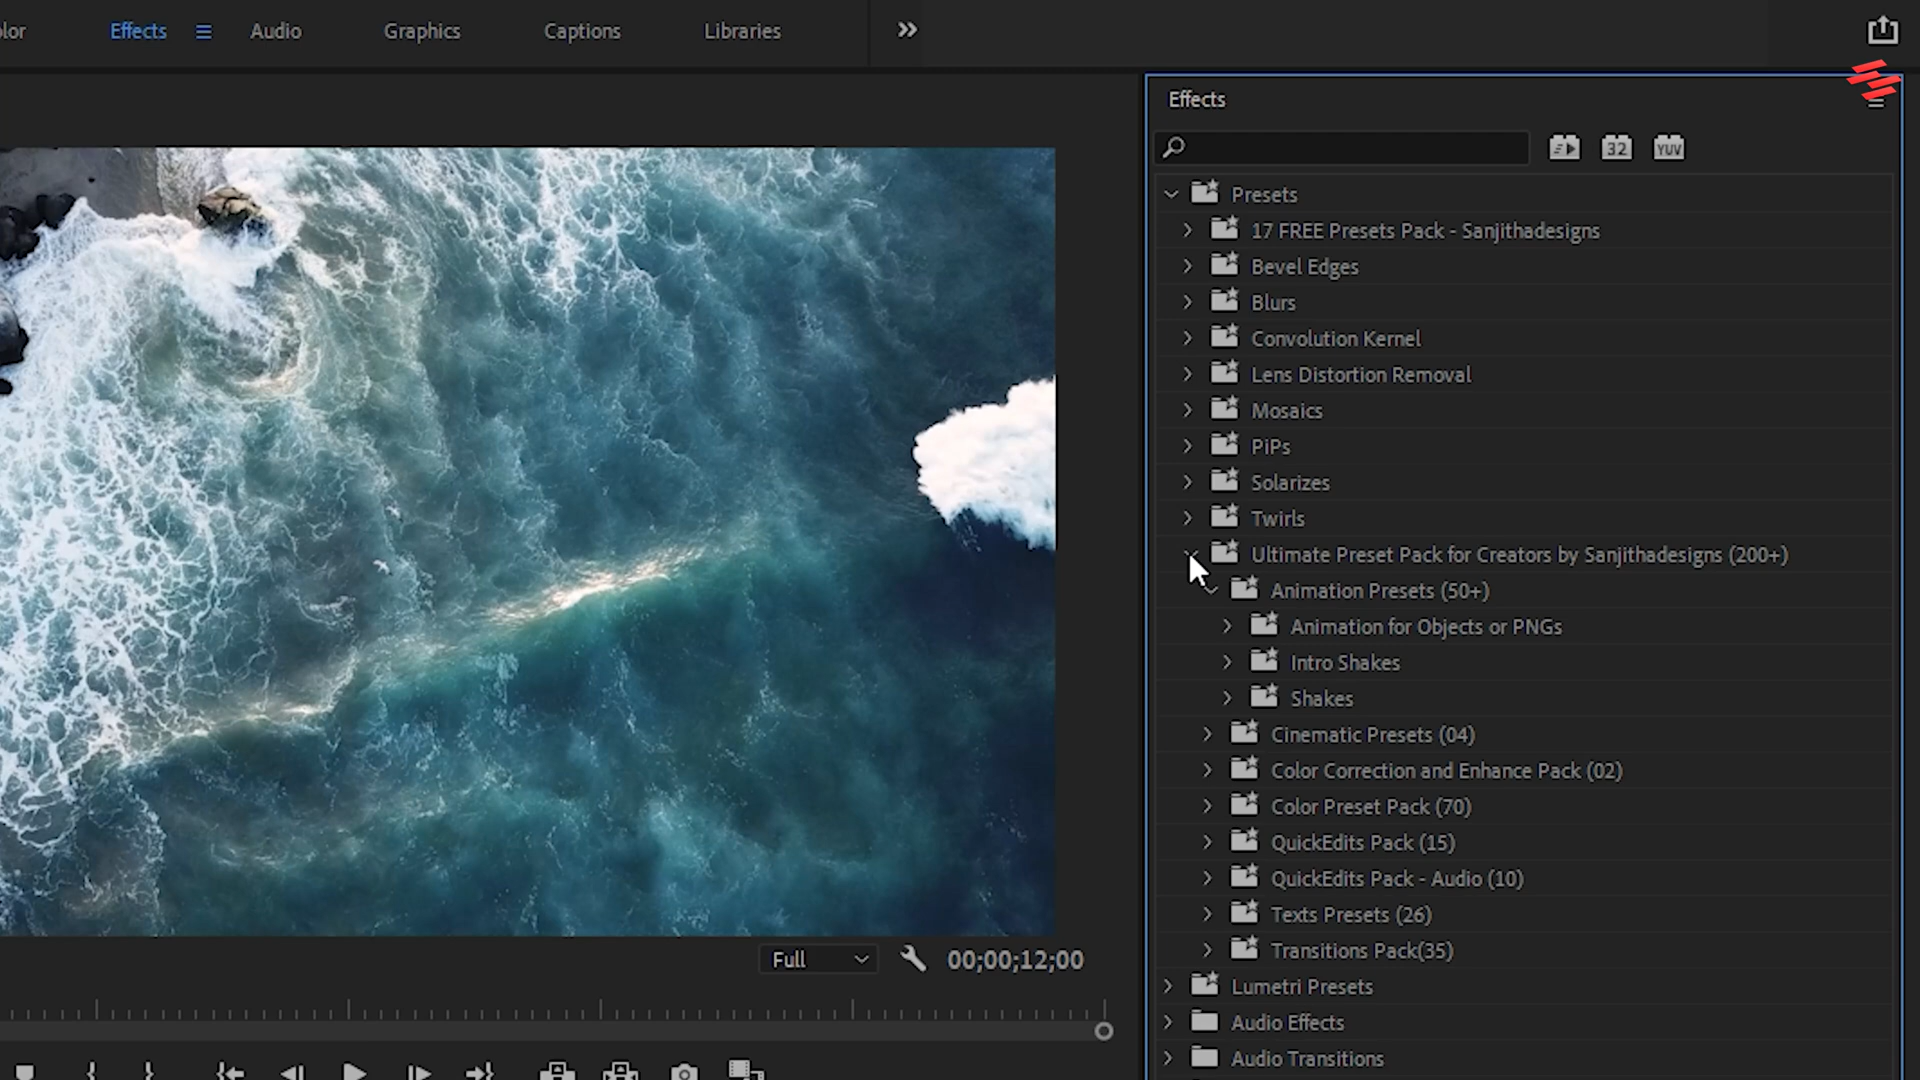 lor
Effects
Audio
Graphics
Captions
Libraries
Effects
32
YUV
Presets
17 FREE Presets Pack - Sanjithadesigns
Bevel Edges
Blurs
Convolution Kernel
Lens Distortion Removal
Mosaics
PiPs
Solarizes
Twirls
Ultimate Preset Pack for Creators by Sanjithadesigns (200+)
Animation Presets (50+)
Animation for Objects or PNGs
Intro Shakes
Shakes
Cinematic Presets (04)
Color Correction and Enhance Pack (02)
Color Preset Pack (70)
QuickEdits Pack (15)
QuickEdits Pack - Audio (10)
Texts Presets (26)
Transitions Pack(35)
Lumetri Presets
Audio Effects
Audio Transitions
Full
00;00;12;00